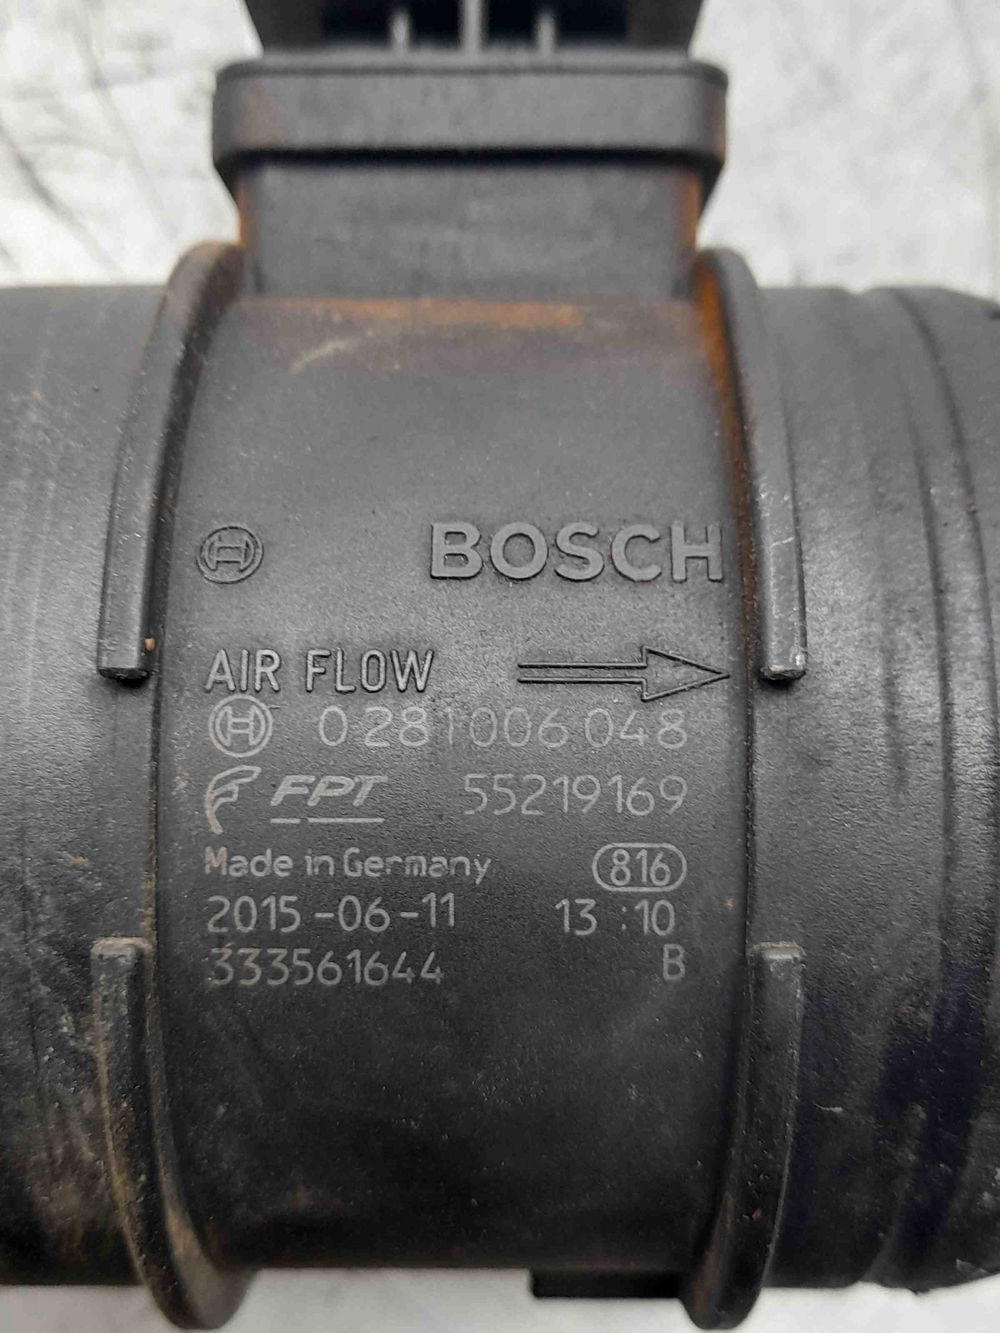 BOSCH
AIR FLOW
0 281 006 048
FPT 55219169
Made in Germany 816
2015-06-11 13:10
333561644 B